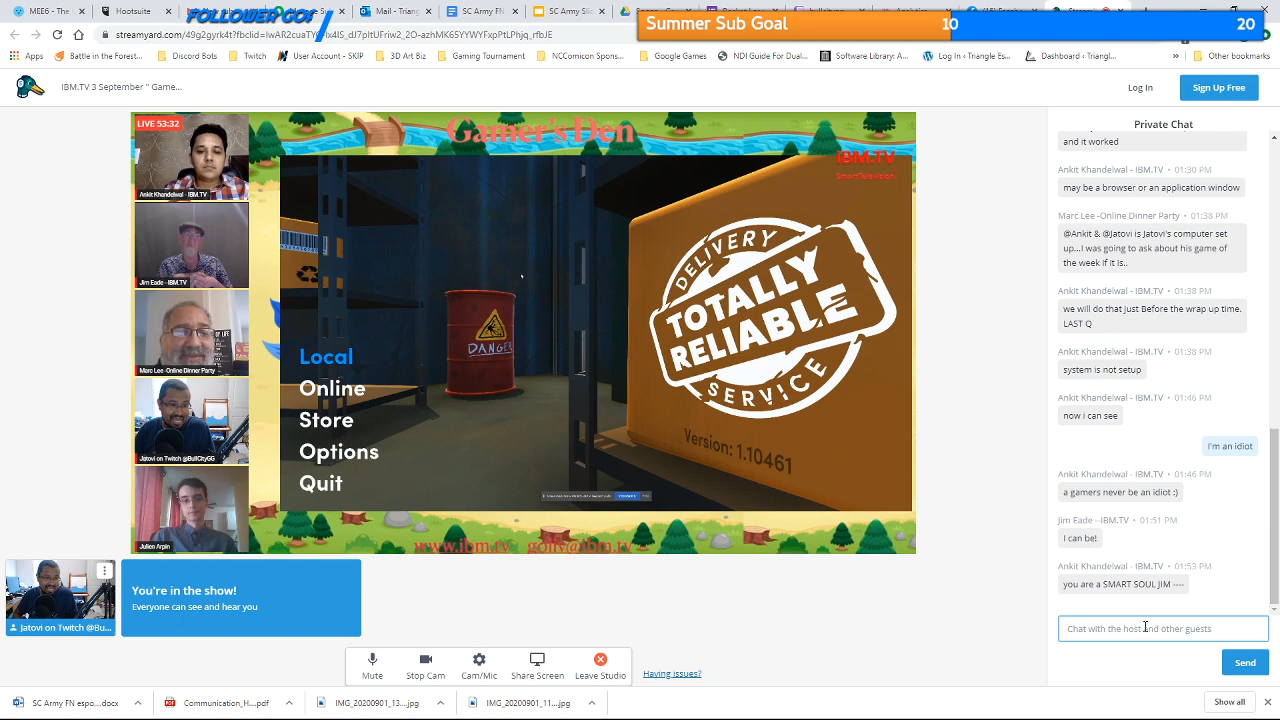 FOLLOWER GO!
Summer Sub Goal
10
20
MEE6 - D
Hootsuite
Mail - Triang
SC Army FN
SC Army
streamyard.com
Apps
Battle in the
Discord Bots
Twitch
User Account - SKIP
3D Art Biz
Gaming Tournament
NCComicon Spons...
Google Games
NDI Guide For Dual...
Software Library: A...
Log In ‹ Triangle Es...
Dashboard ‹ Triangl...
»
Other bookmarks
IBM.TV 3 September " Game...
Log In
Sign Up Free
LIVE 53:32
Ankit Khandelwal - IBM.TV
Jim Eade - IBM.TV
Marc Lee -Online Dinner Party
Jatovi on Twitch @BullCityGG
Julien Arpin
Gamer's Den
IBM.TV
SmartTelevision
DANGER
DELIVERY
TOTALLY
RELIABLE
SERVICE
Version: 1.10461
Local
Online
Store
Options
Quit
www.ibm.tv
You're in the show!
Everyone can see and hear you
Jatovi on Twitch @Bu...
Mute
Stop Cam
Cam/Mic
Share Screen
Leave Studio
Having issues?
Private Chat
and it worked
Ankit Khandelwal - IBM.TV • 01:30 PM
may be a browser or an application window
Marc Lee -Online Dinner Party • 01:38 PM
@Ankit & @Jatovi is Jatovi's computer set
up...I was going to ask about his game of
the week if it is..
Ankit Khandelwal - IBM.TV • 01:38 PM
we will do that just Before the wrap up time.
LAST Q
Ankit Khandelwal - IBM.TV • 01:38 PM
system is not setup
Ankit Khandelwal - IBM.TV • 01:46 PM
now i can see
I'm an idiot
Ankit Khandelwal - IBM.TV • 01:46 PM
a gamers never be an idiot :)
Jim Eade --IBM.TV • 01:51 PM
I can be!
Ankit Khandelwal - IBM.TV • 01:53 PM
you are a SMART SOUL JIM ----
Chat with the host and other guests
Send
SC Army FN espo....docx
Communication_H....pdf
IMG_20200901_13....jpg
IMG_20200901_11....jpg
Show all